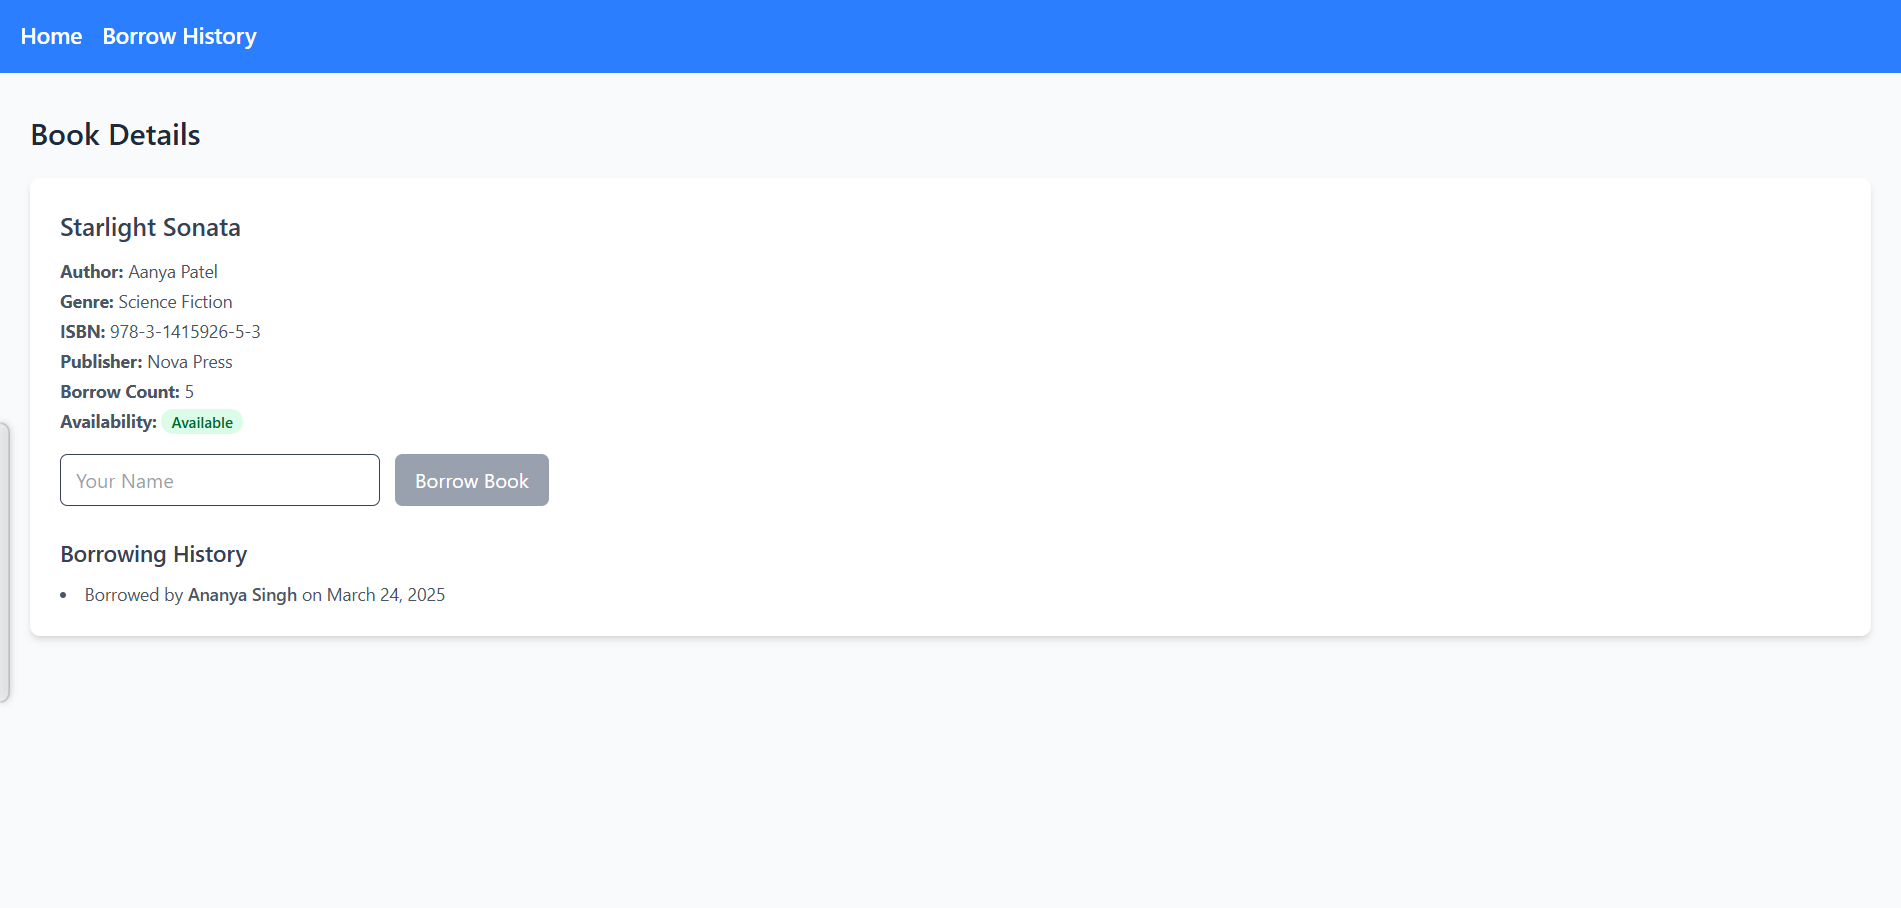 Home Borrow History
Book Details
Starlight Sonata
Author: Aanya Patel
Genre: Science Fiction
ISBN: 978-3-1415926-5-3
Publisher: Nova Press
Borrow Count: 5
Availability: Available
Your Name Borrow Book
Borrowing History
• Borrowed by Ananya Singh on March 24, 2025